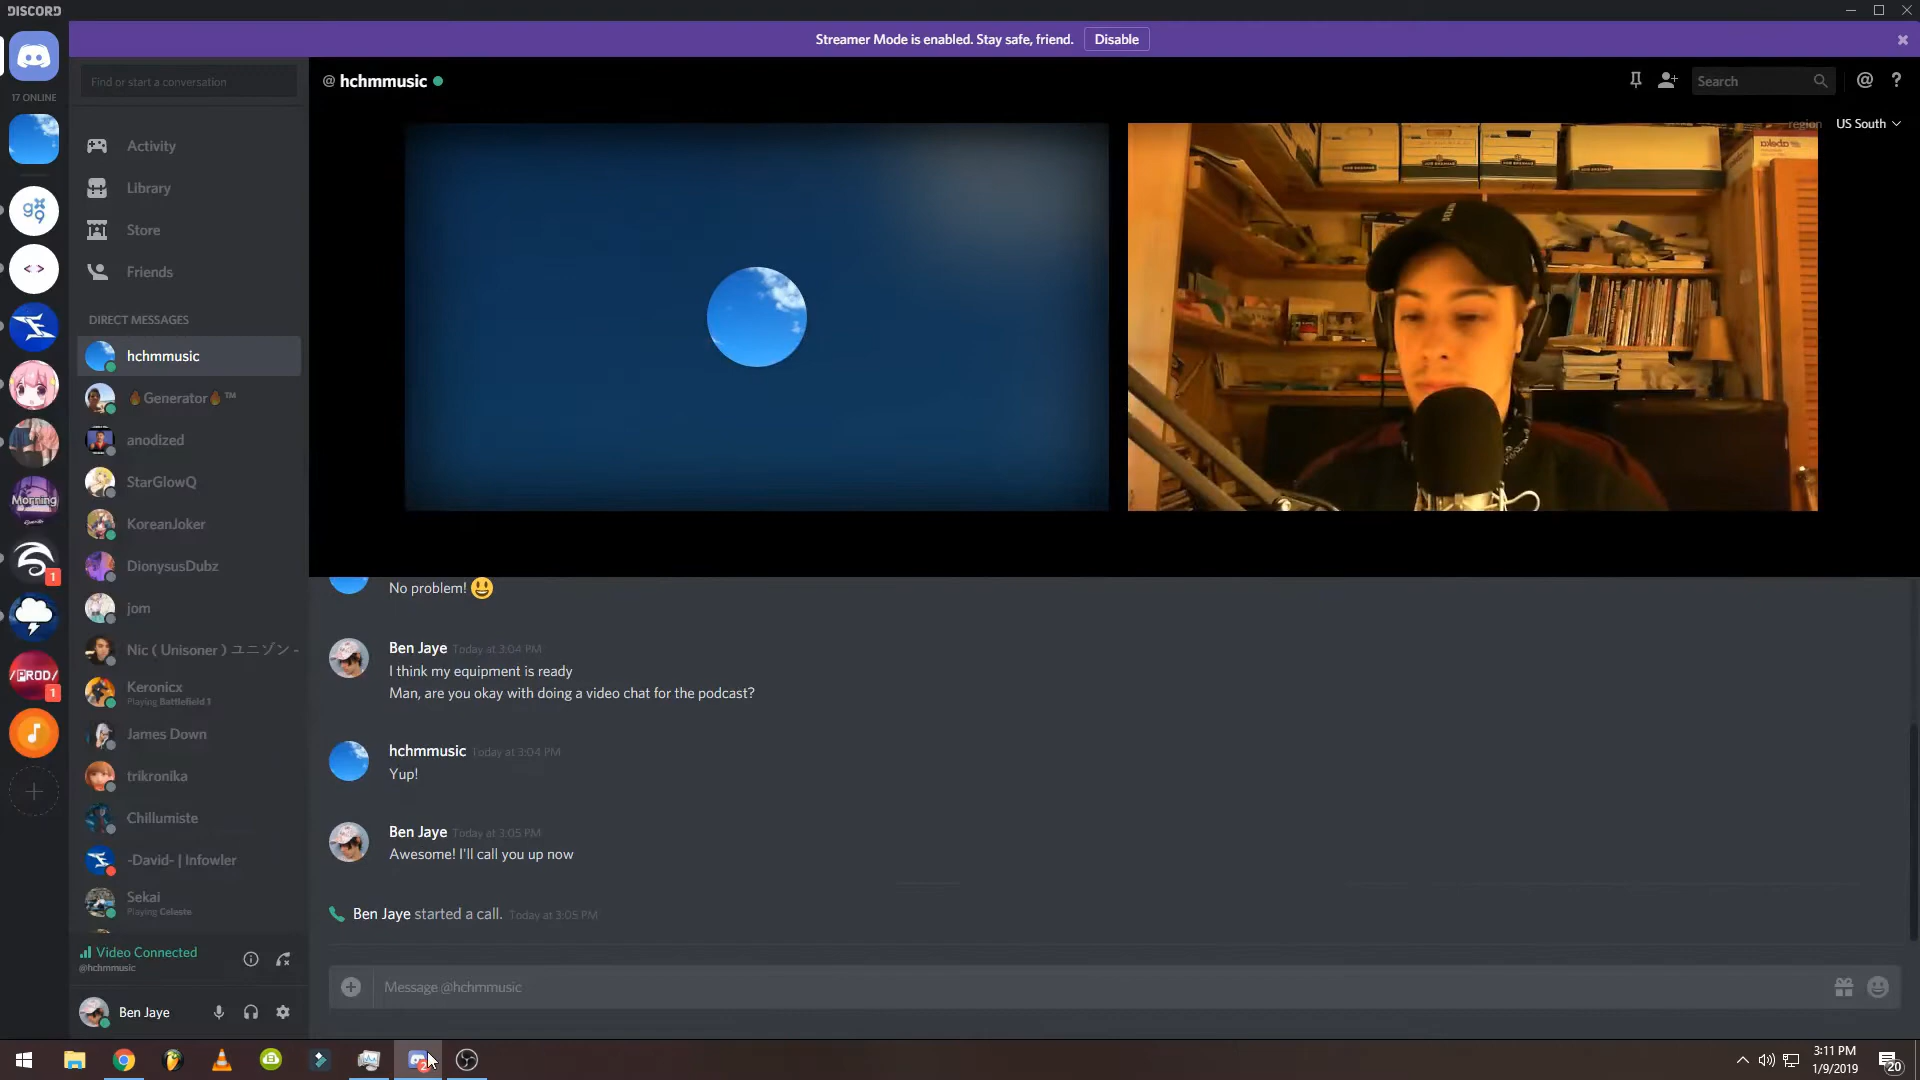 DISCORD
Streamer Mode is enabled. Stay safe, friend.
Disable
17 ONLINE
Find or start a conversation
@ hchmmusic
Search
region
US South
Activity
Library
Store
Friends
DIRECT MESSAGES
hchmmusic
Generator ™
anodized
StarGlowQ
KoreanJoker
DionysusDubz
jom
Nic ( Unisoner ) ユニゾン -
Keronicx
Playing Battlefield 1
James Down
trikronika
Chillumiste
-David- | Infowler
Sekai
Playing Celeste
Morning
1
/PROD/
1
No problem!
Ben Jaye Today at 3:04 PM
I think my equipment is ready
Man, are you okay with doing a video chat for the podcast?
hchmmusic Today at 3:04 PM
Yup!
Ben Jaye Today at 3:05 PM
Awesome! I'll call you up now
Ben Jaye started a call. Today at 3:05 PM
Video Connected
@hchmmusic
Message @hchmmusic
Ben Jaye
2
3:11 PM
1/9/2019
20